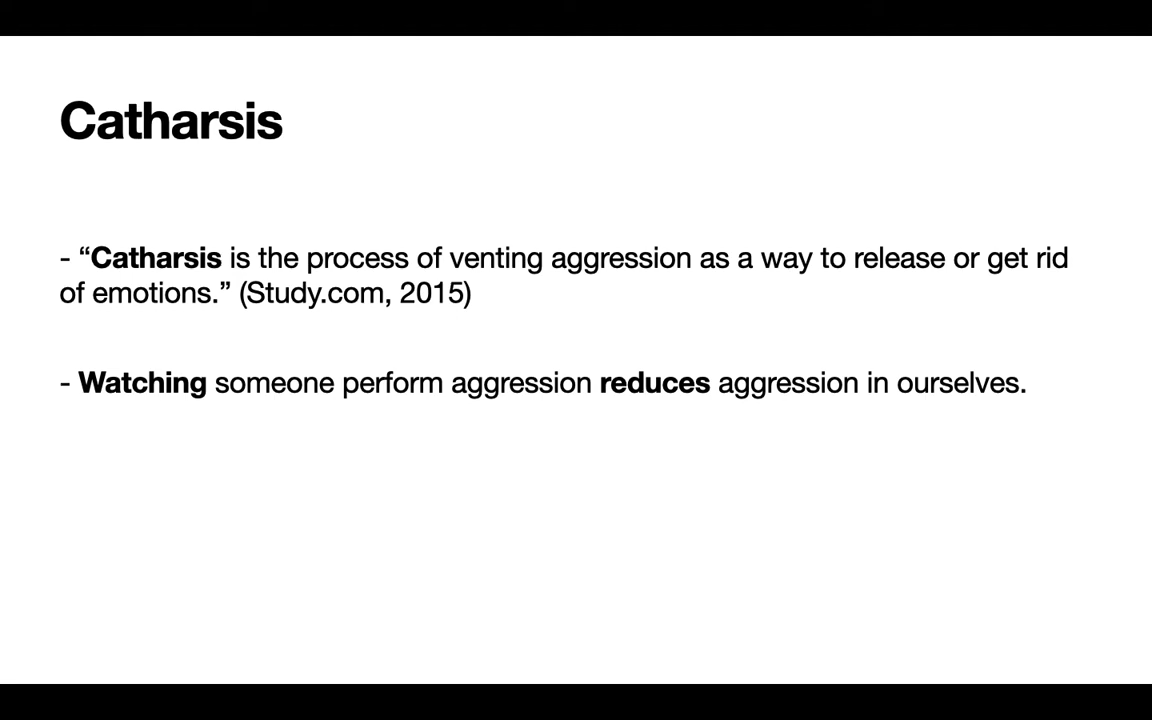 Catharsis
- “Catharsis is the process of venting aggression as a way to release or get rid
of emotions.” (Study.com, 2015)
- Watching someone perform aggression reduces aggression in ourselves.